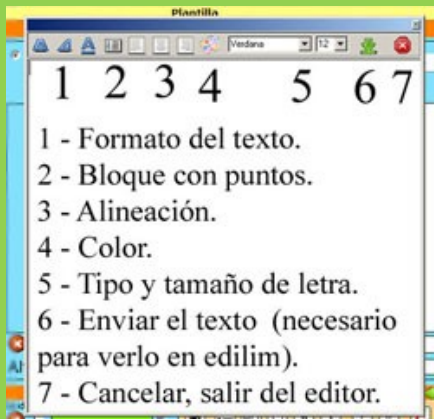 Plantilla
Verdana 12
1 2 3 4 5 6 7
1 - Formato del texto.
2 - Bloque con puntos.
3 - Alineación.
4 - Color.
5 - Tipo y tamaño de letra.
6 - Enviar el texto (necesario
para verlo en edilim).
7 - Cancelar, salir del editor.